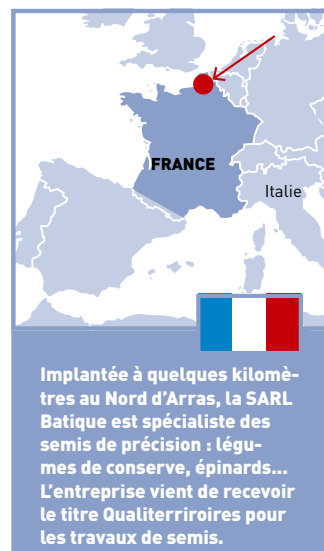 FRANCE
Italie
Implantée à quelques kilomè-
tres au Nord d'Arras, la SARL
Batique est spécialiste des
semis de précision : légu-
mes de conserve, épinards...
L'entreprise vient de recevoir
le titre Qualiterriroires pour
les travaux de semis.